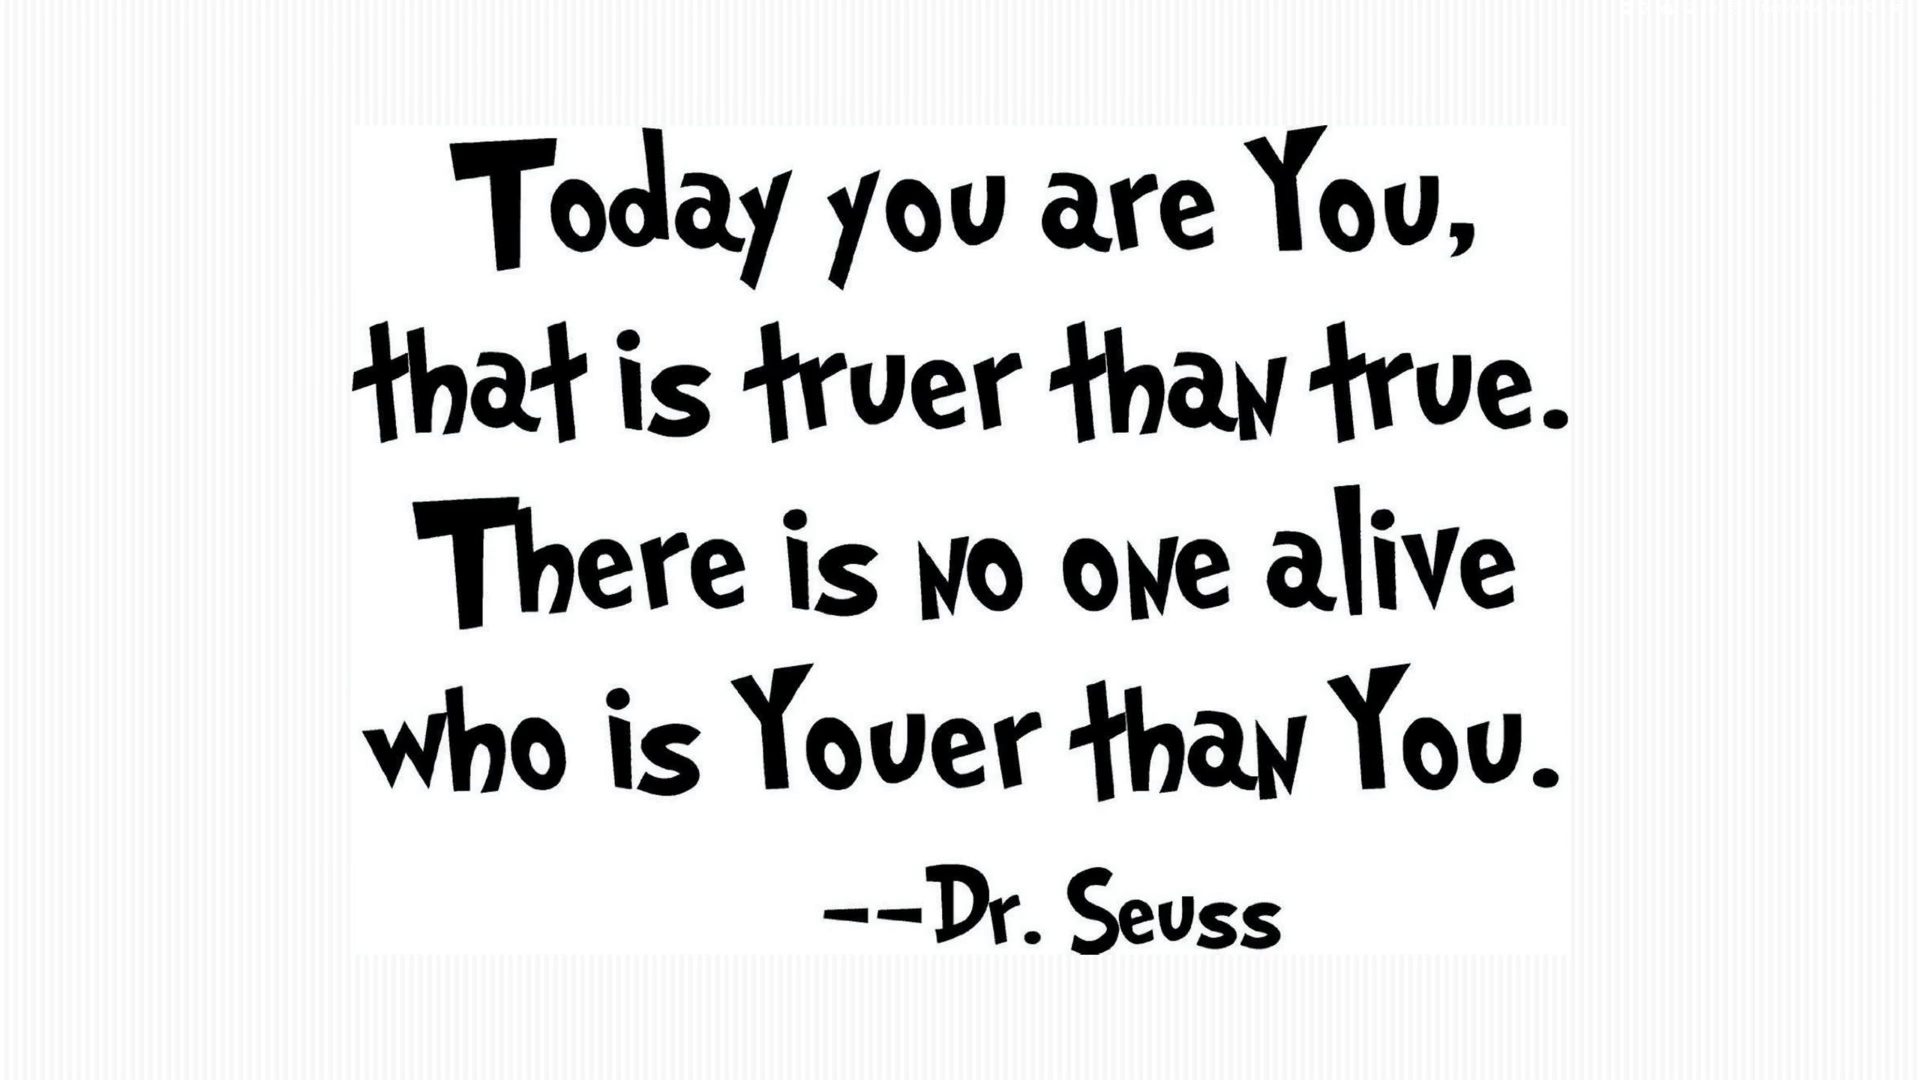 Today you are You,
that is truer than true.
There is no one alive
who is Youer than You.
--Dr. Seuss